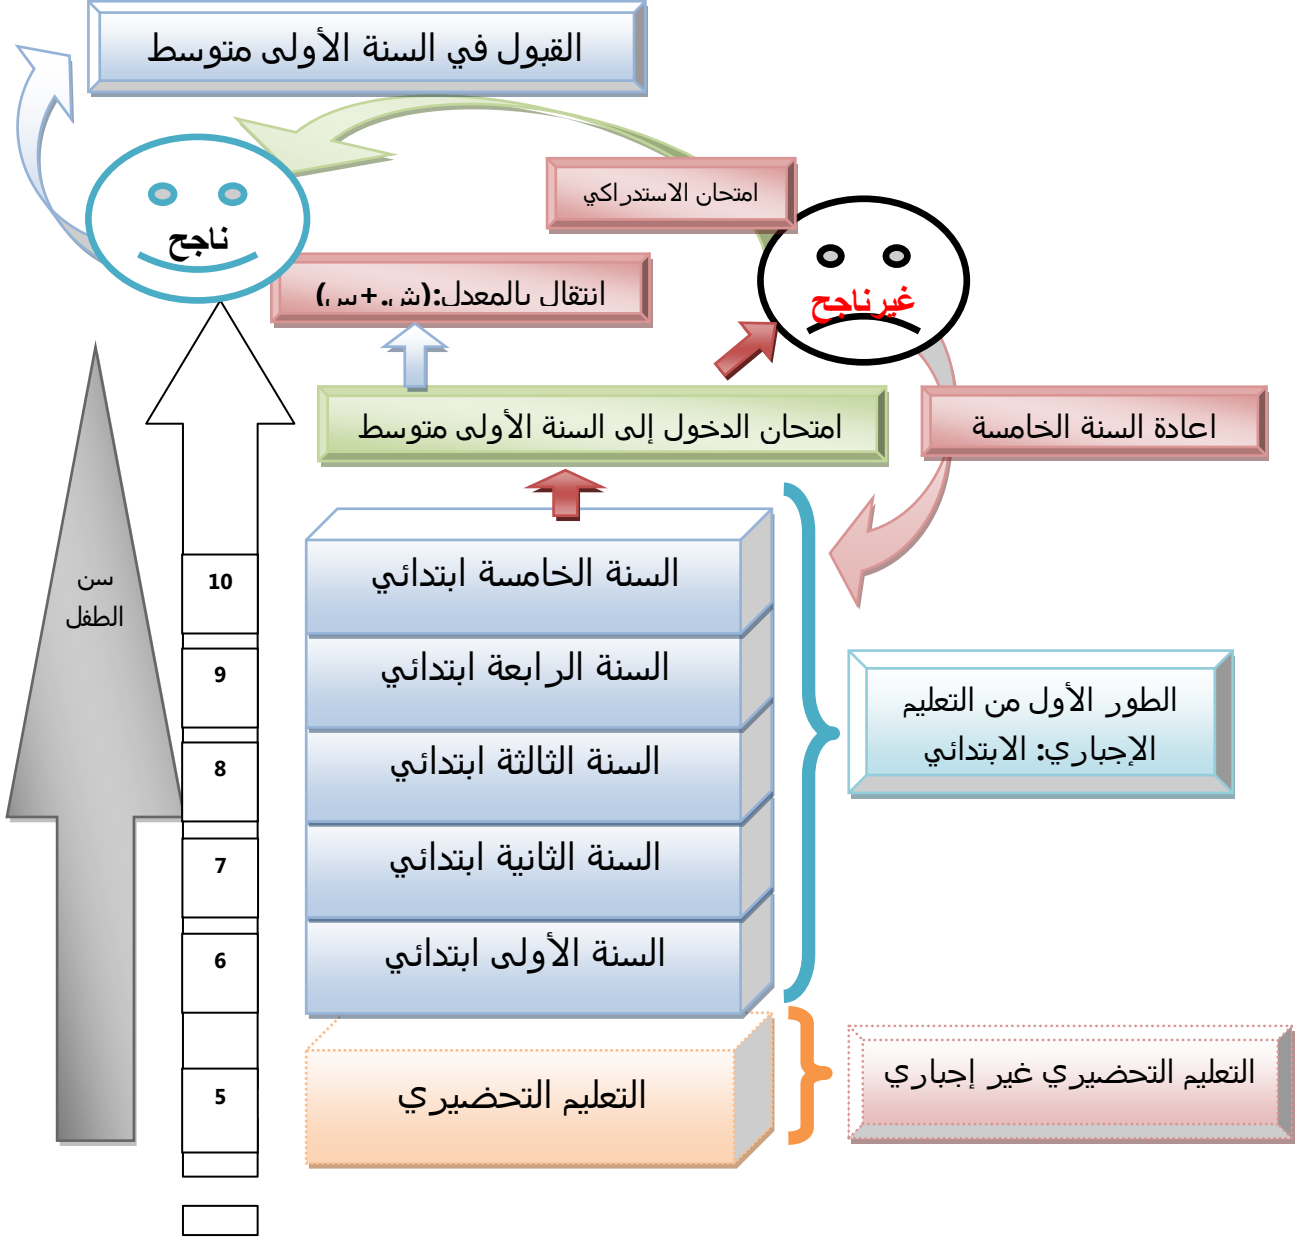 القبول في السنة الأولى متوسط
امتحان الاستدراكي
ناجح
غيرناجح
انتقال بالمعدل:(ش.+س)
امتحان الدخول إلى السنة الأولى متوسط
اعادة السنة الخامسة
سن
الطفل
10
السنة الخامسة ابتدائي
9
السنة الرابعة ابتدائي
8
السنة الثالثة ابتدائي
7
السنة الثانية ابتدائي
6
السنة الأولى ابتدائي
5
التعليم التحضيري
الطور الأول من التعليم
الإجباري: الابتدائي
التعليم التحضيري غير إجباري